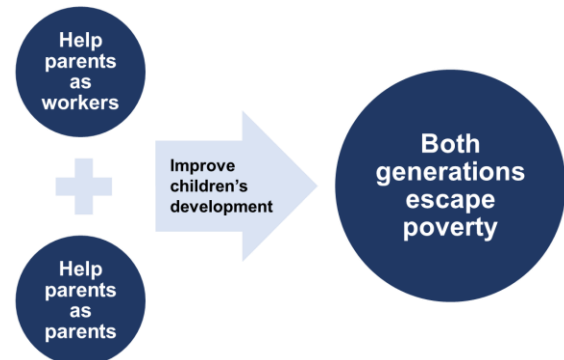 Help
parents
as
workers
Improve
children's
development
Help
parents
as
parents
Both
generations
escape
poverty